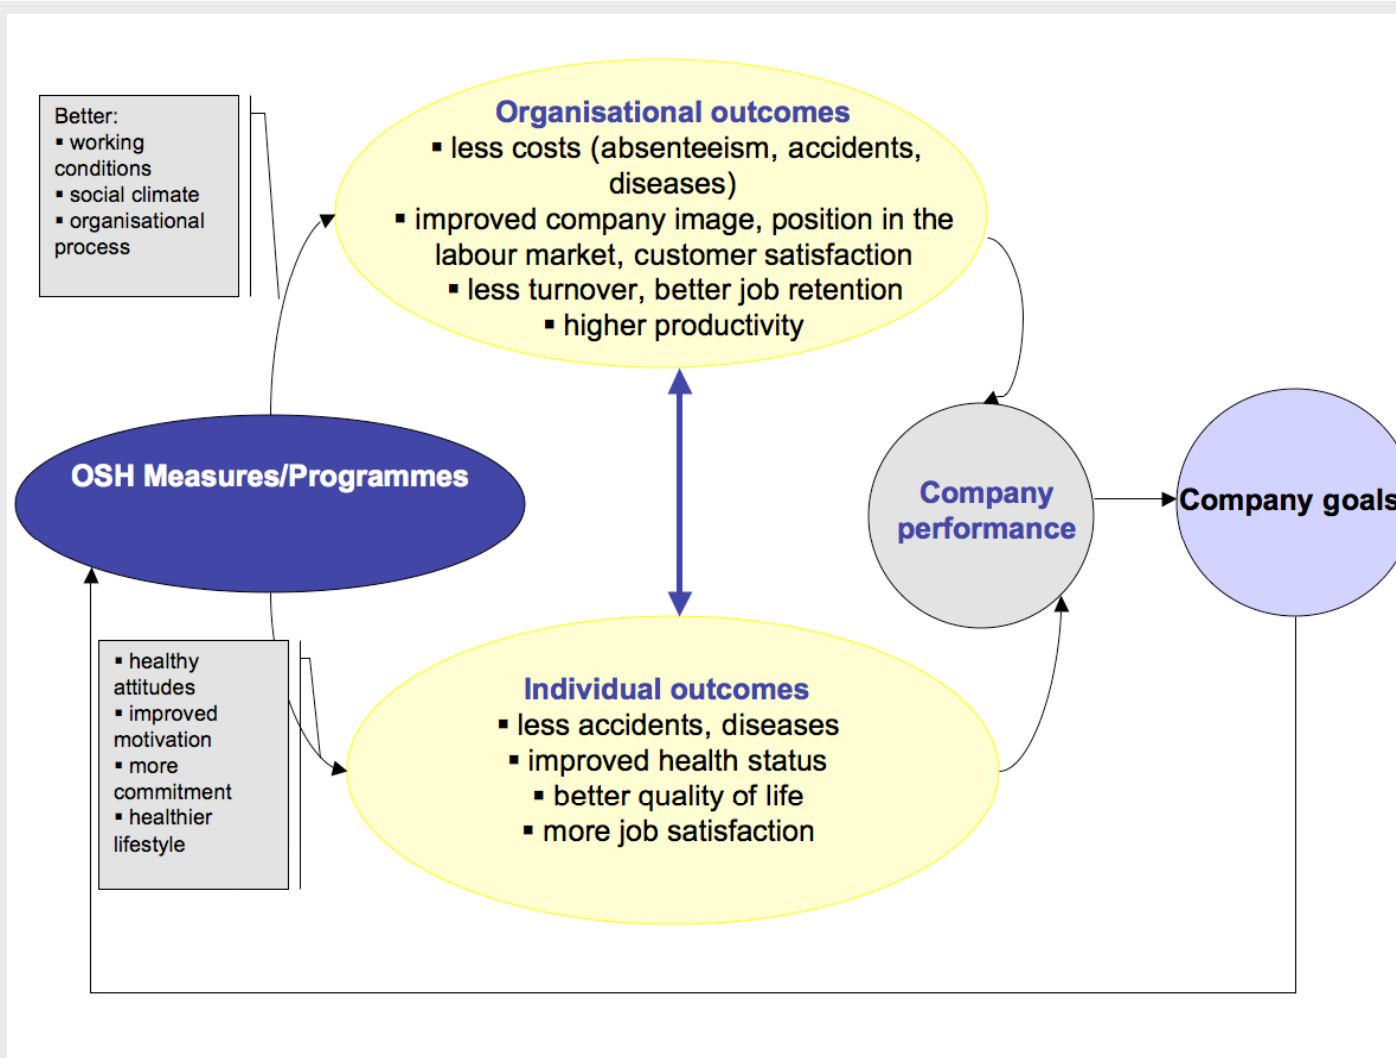 Better:
▪ working
conditions
▪ social climate
▪ organisational
process
Organisational outcomes
▪ less costs (absenteeism, accidents,
diseases)
▪ improved company image, position in the
labour market, customer satisfaction
▪ less turnover, better job retention
▪ higher productivity
OSH Measures/Programmes
Company
performance
Company goals
▪ healthy
attitudes
▪ improved
motivation
▪ more
commitment
▪ healthier
lifestyle
Individual outcomes
▪ less accidents, diseases
▪ improved health status
▪ better quality of life
▪ more job satisfaction